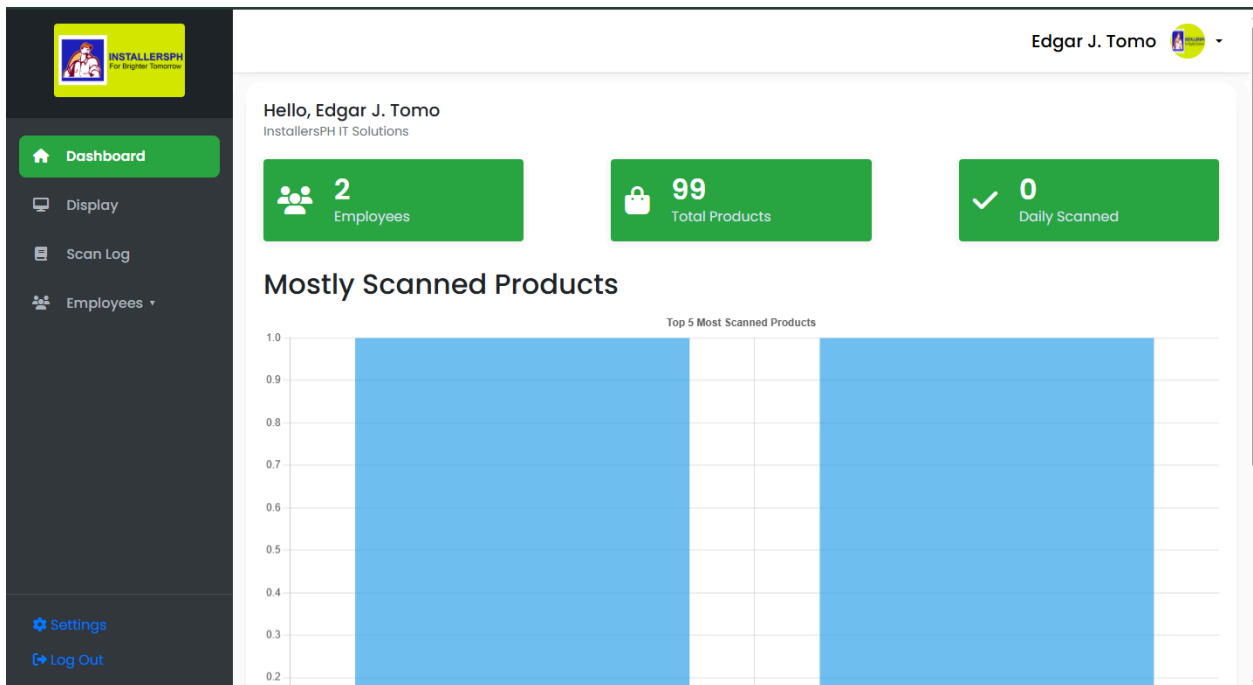 INSTALLERSPH
For Brighter Tomorrow
Edgar J. Tomo
Dashboard
Display
Scan Log
Employees
Settings
Log Out
Hello, Edgar J. Tomo
InstallersPH IT Solutions
2
Employees
99
Total Products
0
Daily Scanned
Mostly Scanned Products
Top 5 Most Scanned Products
1.0
0.9
0.8
0.7
0.6
0.5
0.4
0.3
0.2